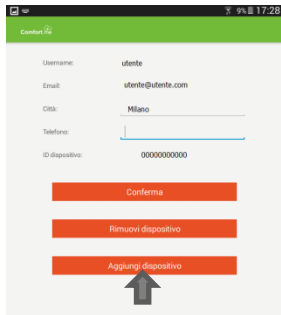 9% 17:28
Comfort
Username: utente
Email: utente@utente.com
Città: Milano
Telefono:
ID dispositivo: 00000000000
Conferma
Rimuovi dispositivo
Aggiungi dispositivo